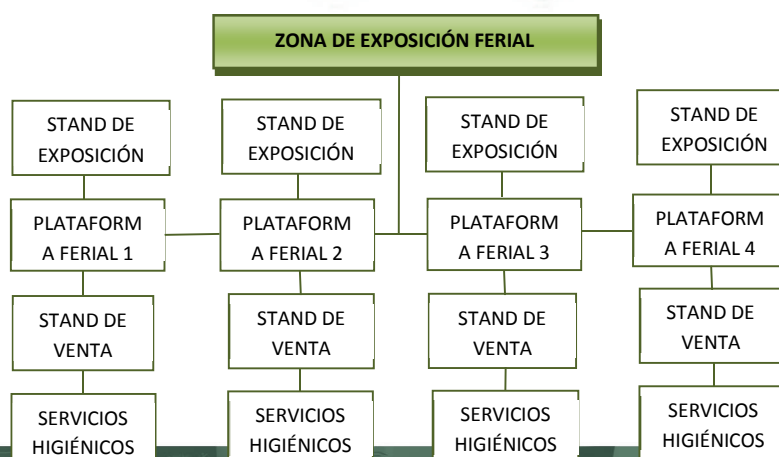 ZONA DE EXPOSICIÓN FERIAL
STAND DE
EXPOSICIÓN
STAND DE
EXPOSICIÓN
STAND DE
EXPOSICIÓN
STAND DE
EXPOSICIÓN
PLATAFORM
A FERIAL 1
PLATAFORM
A FERIAL 2
PLATAFORM
A FERIAL 3
PLATAFORM
A FERIAL 4
STAND DE
VENTA
STAND DE
VENTA
STAND DE
VENTA
STAND DE
VENTA
SERVICIOS
HIGIÉNICOS
SERVICIOS
HIGIÉNICOS
SERVICIOS
HIGIÉNICOS
SERVICIOS
HIGIÉNICOS